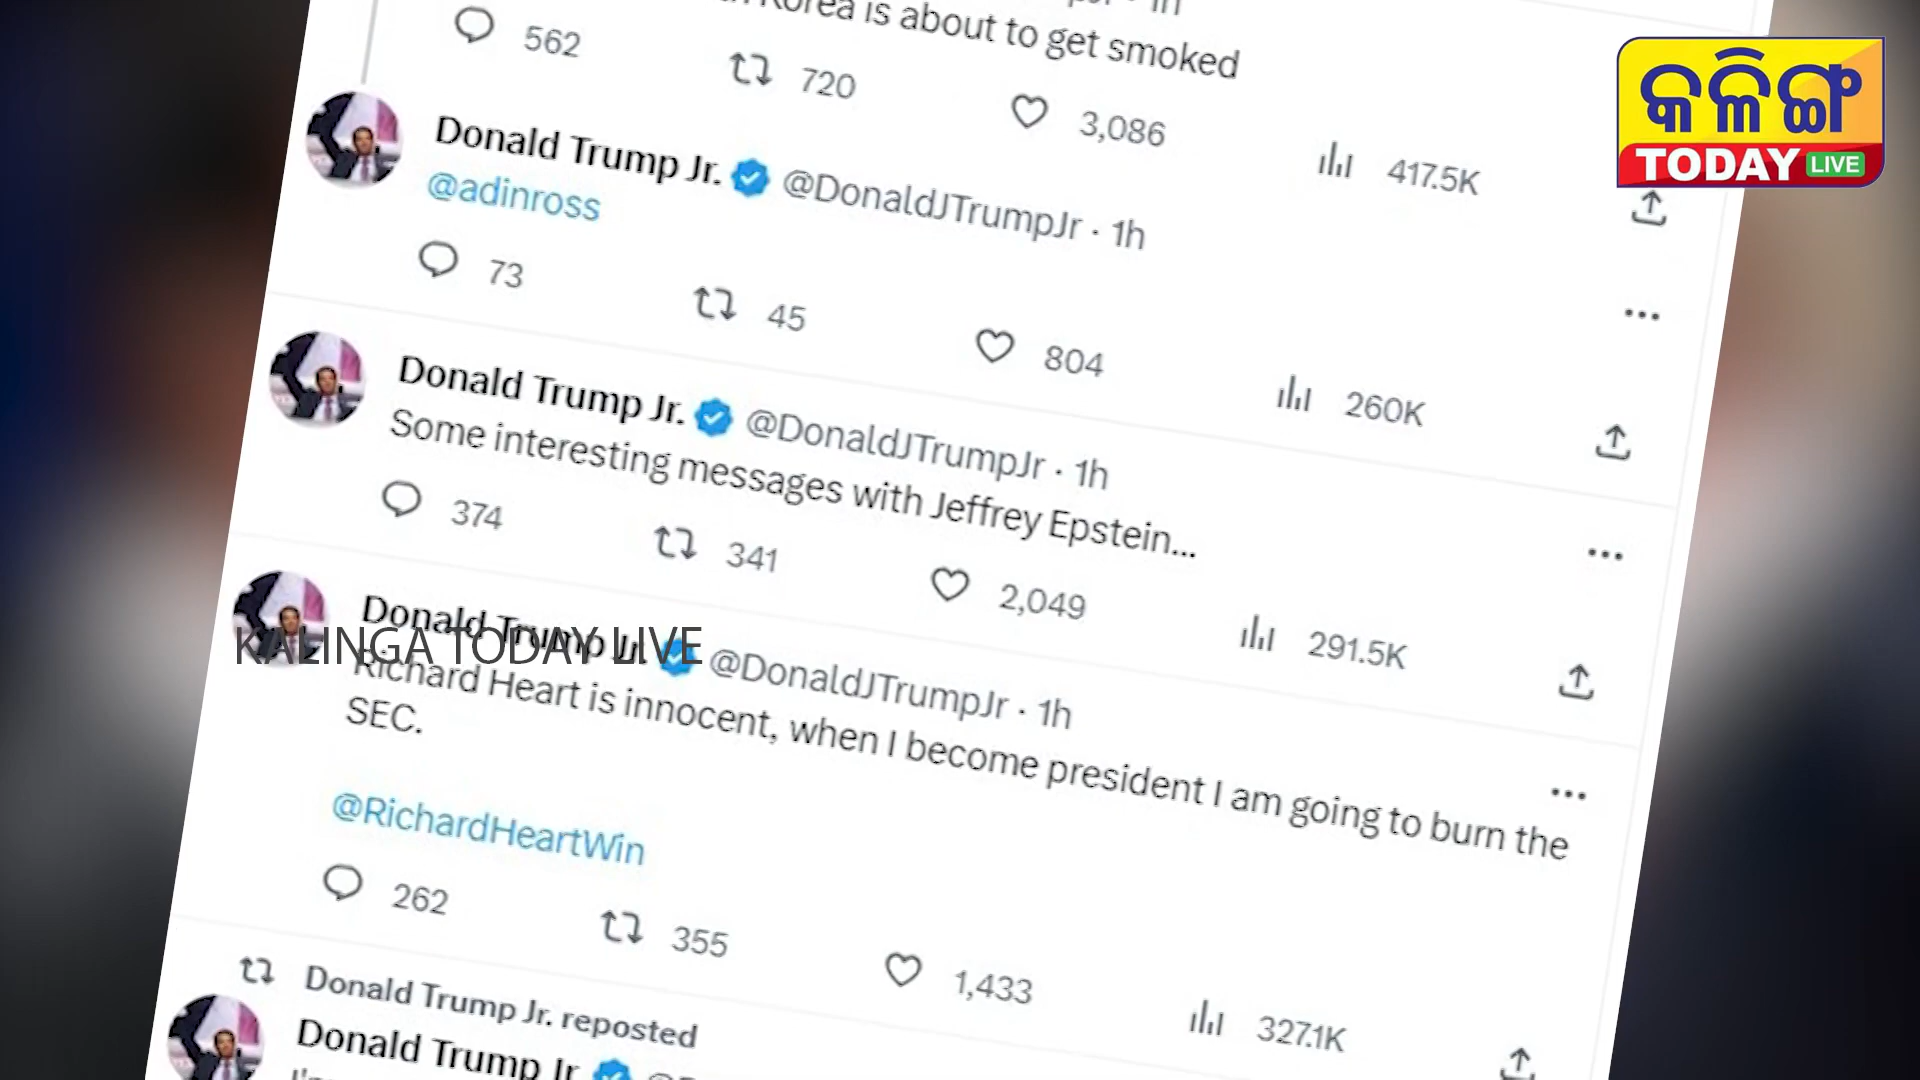 Korea is about to get smoked
562 720 3,086 417.5K
କଳିଙ୍ଗ
TODAY LIVE
Donald Trump Jr. @DonaldJTrumpJr · 1h
@adinross
73 45 804 260K
Donald Trump Jr. @DonaldJTrumpJr · 1h
Some interesting messages with Jeffrey Epstein...
374 341 2,049 291.5K
Donald Trump Jr. @DonaldJTrumpJr · 1h
KALINGA TODAY LIVE
Richard Heart is innocent, when I become president I am going to burn the
SEC.
@RichardHeartWin
262 355 1,433 327.1K
Donald Trump Jr. reposted
Donald Trump Jr